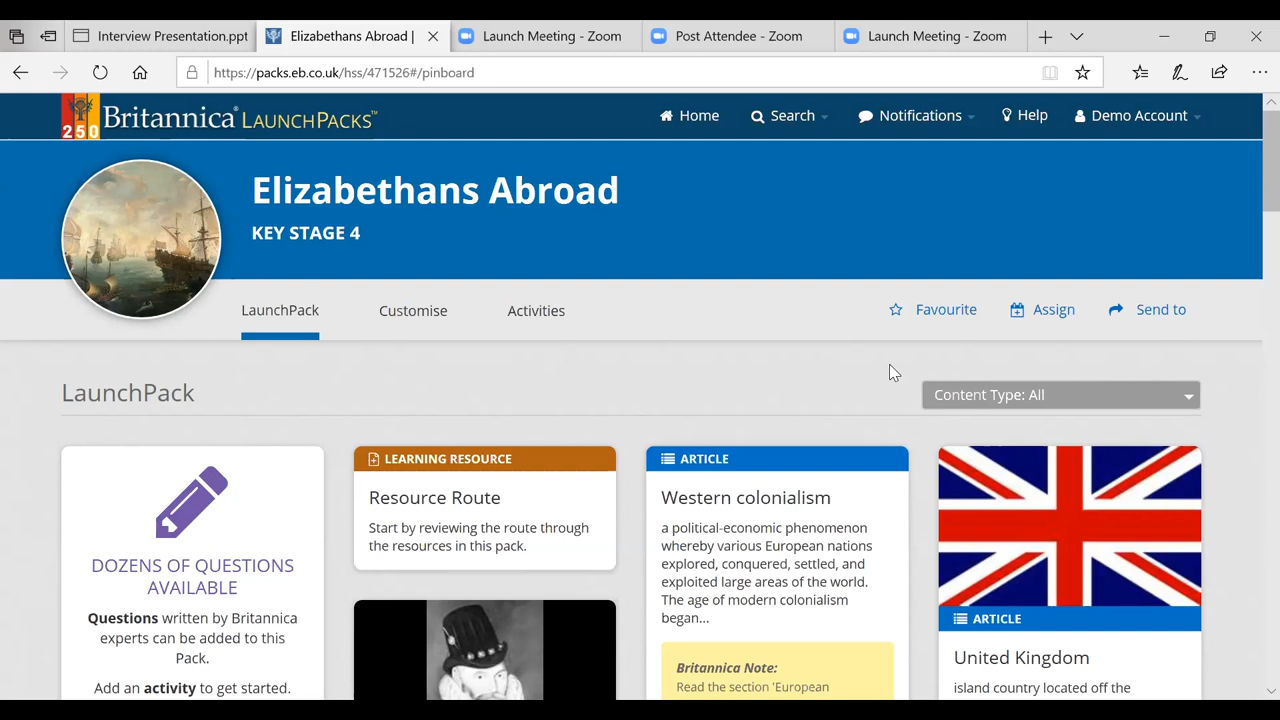 Interview Presentation.ppt
Elizabethans Abroad |
Launch Meeting - Zoom
Post Attendee - Zoom
Launch Meeting - Zoom
https://packs.eb.co.uk/hss/471526#/pinboard
250
Britannica® LAUNCHPACKS™
Home
Search
Notifications
Help
Demo Account
Elizabethans Abroad
KEY STAGE 4
LaunchPack
Customise
Activities
Favourite
Assign
Send to
LaunchPack
Content Type: All
DOZENS OF QUESTIONS
AVAILABLE
Questions written by Britannica
experts can be added to this
Pack.
Add an activity to get started.
LEARNING RESOURCE
Resource Route
Start by reviewing the route through
the resources in this pack.
ARTICLE
Western colonialism
a political-economic phenomenon
whereby various European nations
explored, conquered, settled, and
exploited large areas of the world.
The age of modern colonialism
began...
Britannica Note:
Read the section 'European
ARTICLE
United Kingdom
island country located off the